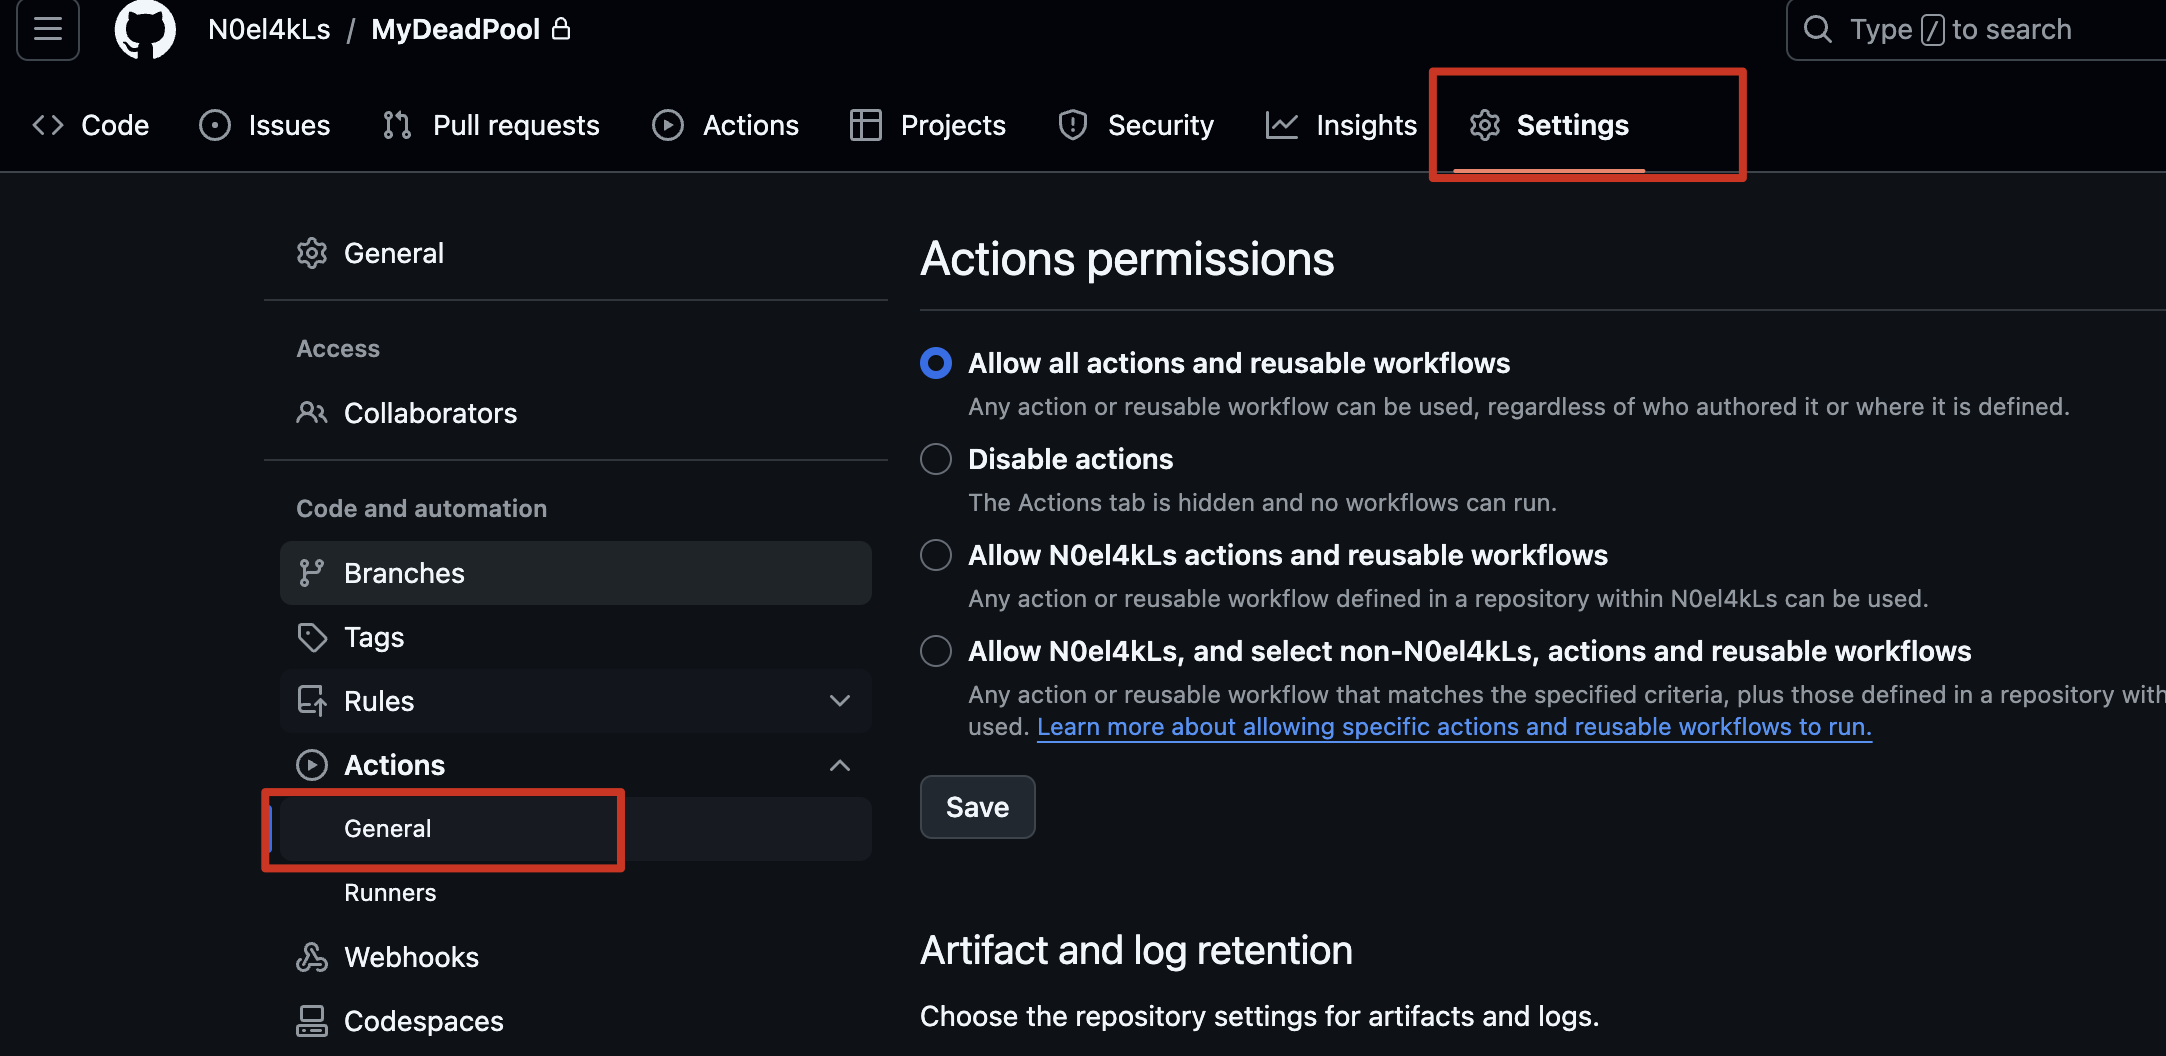 N0el4kLs / MyDeadPool
Type / to search
Code Issues Pull requests Actions Projects Security Insights Settings
General
Access
Collaborators
Code and automation
Branches
Tags
Rules
Actions
General
Runners
Webhooks
Codespaces
Actions permissions
Allow all actions and reusable workflows
Any action or reusable workflow can be used, regardless of who authored it or where it is defined.
Disable actions
The Actions tab is hidden and no workflows can run.
Allow N0el4kLs actions and reusable workflows
Any action or reusable workflow defined in a repository within N0el4kLs can be used.
Allow N0el4kLs, and select non-N0el4kLs, actions and reusable workflows
Any action or reusable workflow that matches the specified criteria, plus those defined in a repository with
used. Learn more about allowing specific actions and reusable workflows to run.
Save
Artifact and log retention
Choose the repository settings for artifacts and logs.